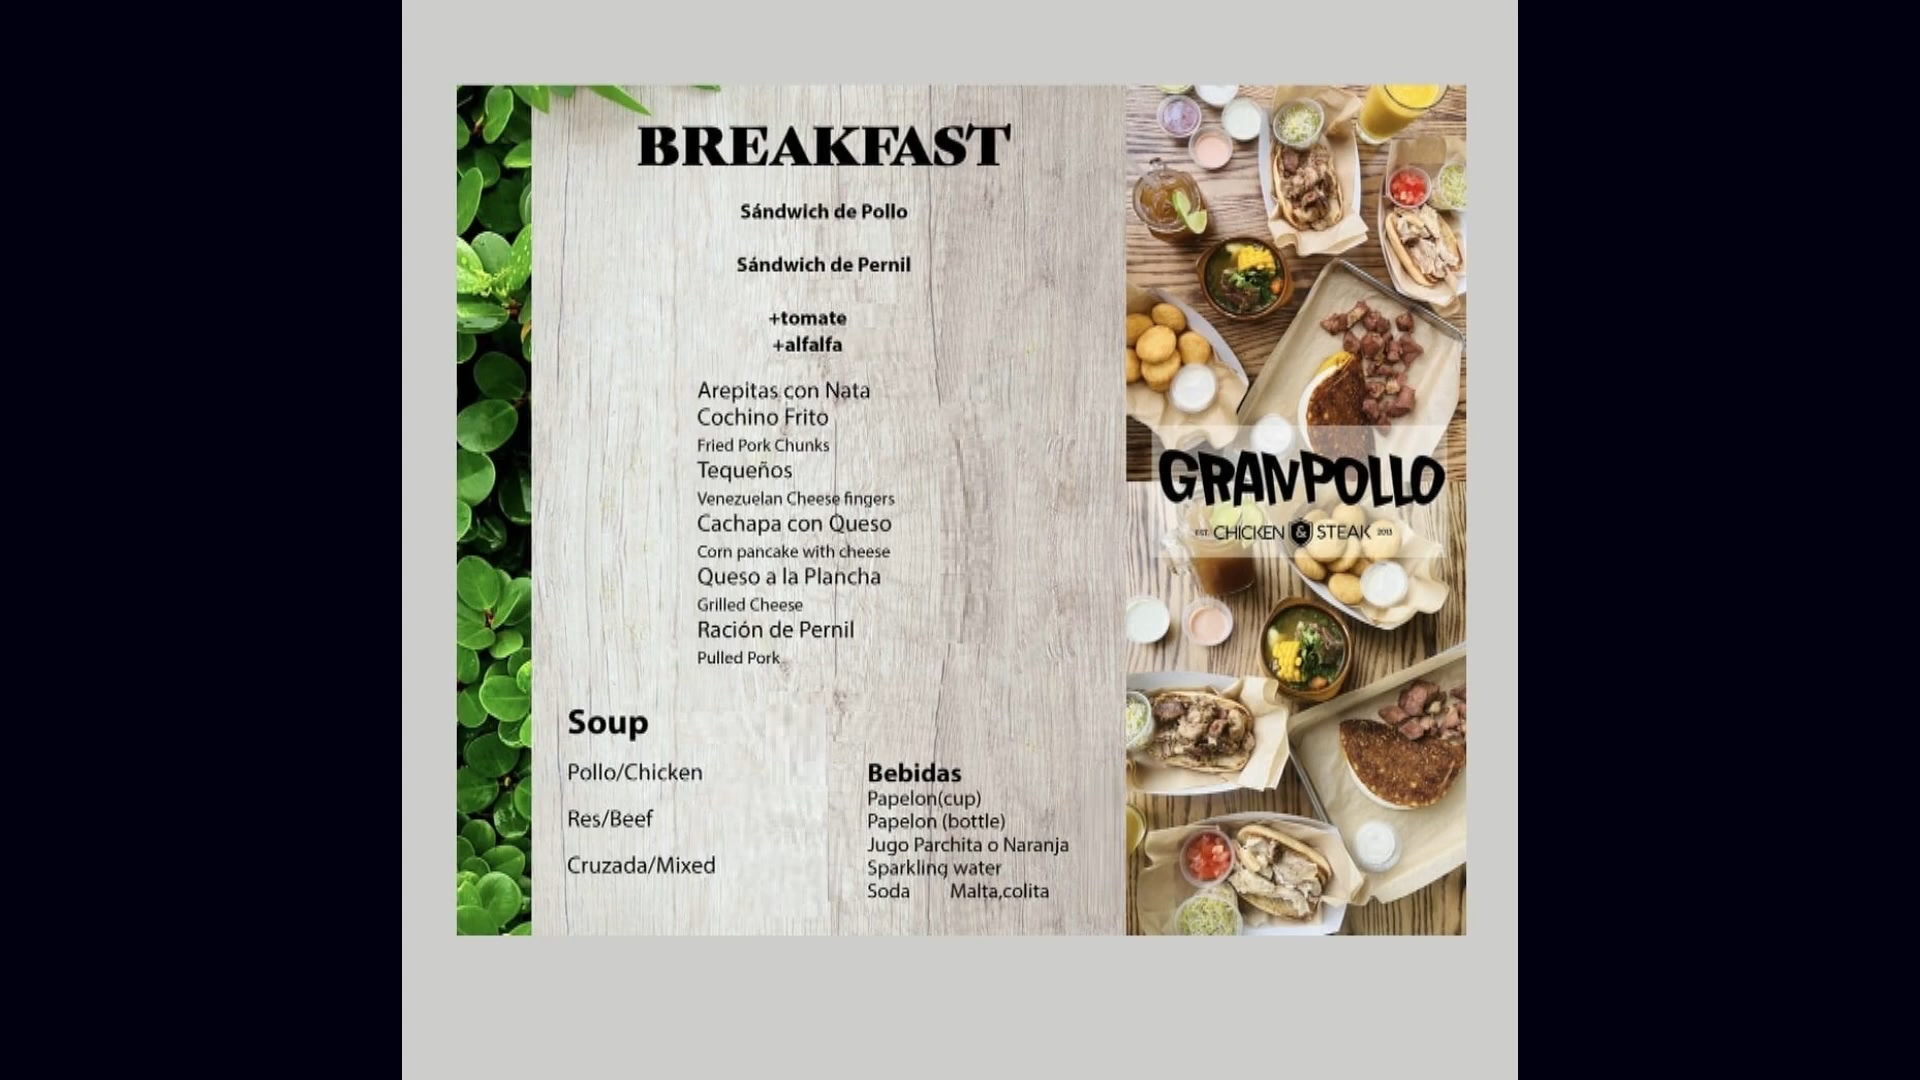 BREAKFAST
Sándwich de Pollo
Sándwich de Pernil
+tomate
+alfalfa
Arepitas con Nata
Cochino Frito
Fried Pork Chunks
Tequeños
Venezuelan Cheese fingers
Cachapa con Queso
Corn pancake with cheese
Queso a la Plancha
Grilled Cheese
Ración de Pernil
Pulled Pork
Soup
Pollo/Chicken
Res/Beef
Cruzada/Mixed
Bebidas
Papelon(cup)
Papelon (bottle)
Jugo Parchita o Naranja
Sparkling water
Soda Malta,colita
GRANPOLLO
EST. CHICKEN & STEAK 2013